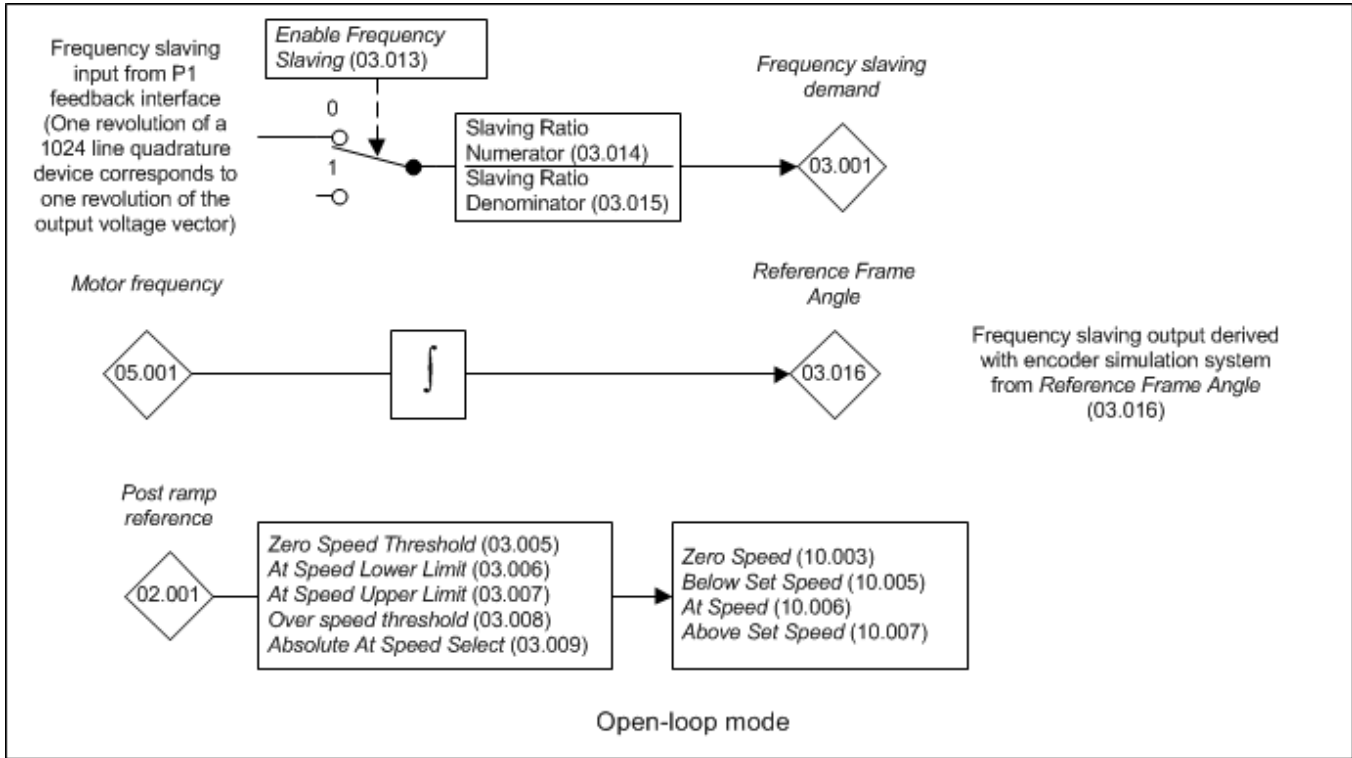 Frequency slaving
input from P1
feedback interface
(One revolution of a
1024 line quadrature
device corresponds to
one revolution of the
output voltage vector)
Enable Frequency
Slaving (03.013)
0
1
Slaving Ratio
Numerator (03.014)
Slaving Ratio
Denominator (03.015)
Frequency slaving
demand
03.001
Motor frequency
05.001
∫
Reference Frame
Angle
03.016
Frequency slaving output derived
with encoder simulation system
from Reference Frame Angle
(03.016)
Post ramp
reference
02.001
Zero Speed Threshold (03.005)
At Speed Lower Limit (03.006)
At Speed Upper Limit (03.007)
Over speed threshold (03.008)
Absolute At Speed Select (03.009)
Zero Speed (10.003)
Below Set Speed (10.005)
At Speed (10.006)
Above Set Speed (10.007)
Open-loop mode